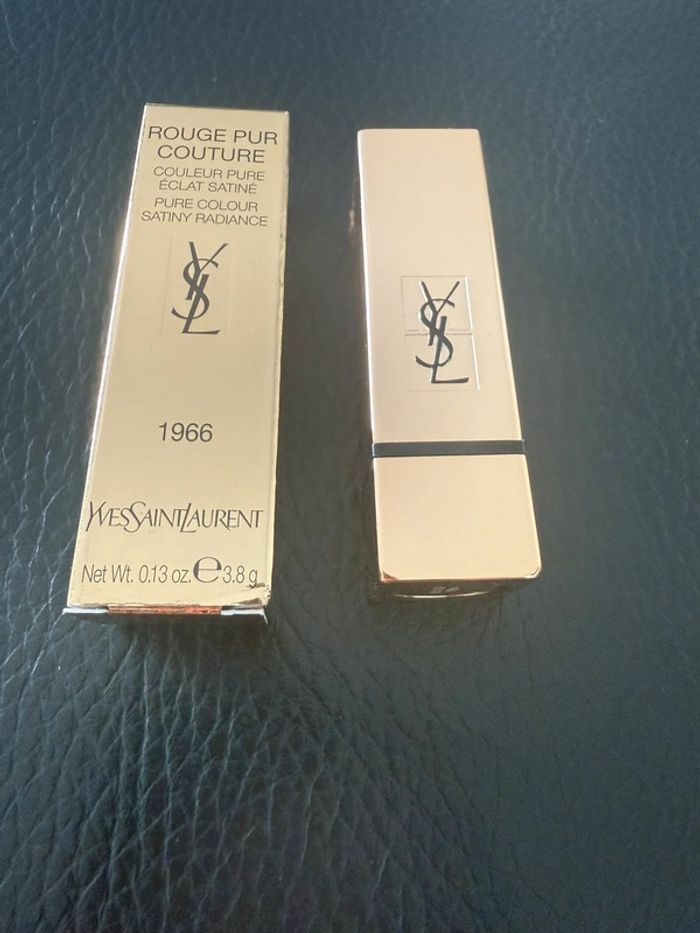 ROUGE PUR
COUTURE
COULEUR PURE
ÉCLAT SATINÉ
PURE COLOUR
SATINY RADIANCE
YSL
1966
YVESSAINTLAURENT
Net Wt. 0.13 oz. ℮ 3.8 g
YSL